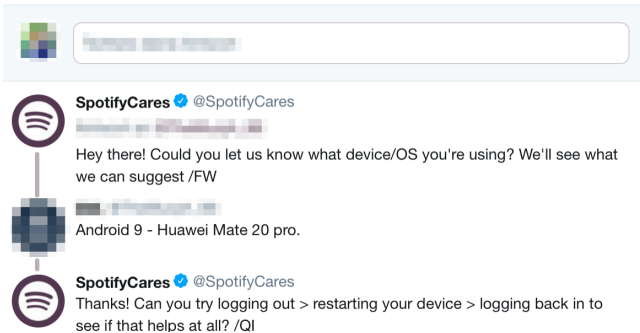 SpotifyCares @SpotifyCares
Hey there! Could you let us know what device/OS you're using? We'll see what
we can suggest /FW
Android 9 - Huawei Mate 20 pro.
SpotifyCares @SpotifyCares
Thanks! Can you try logging out > restarting your device > logging back in to
see if that helps at all? /QI